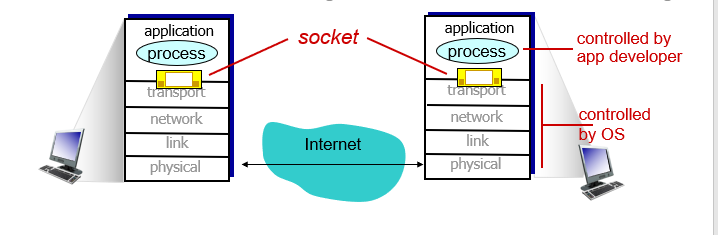 application
process
socket
transport
network
link
physical
Internet
application
process
transport
network
link
physical
controlled by
app developer
controlled
by OS